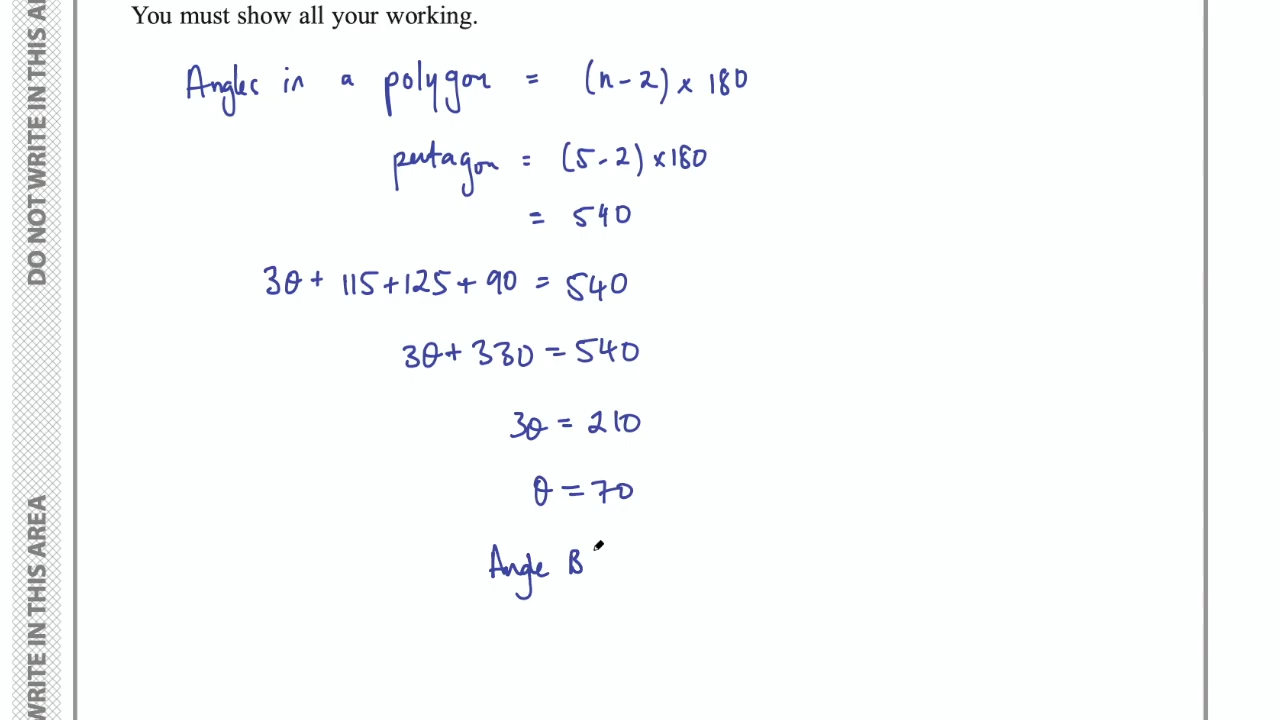 You must show all your working.
Angles in a polygon = (n - 2) × 180
pentagon = (5 - 2) × 180
= 540
3θ + 115 + 125 + 90 = 540
3θ + 330 = 540
3θ = 210
θ = 70
Angle B
DO NOT WRITE IN THIS AR
WRITE IN THIS AREA